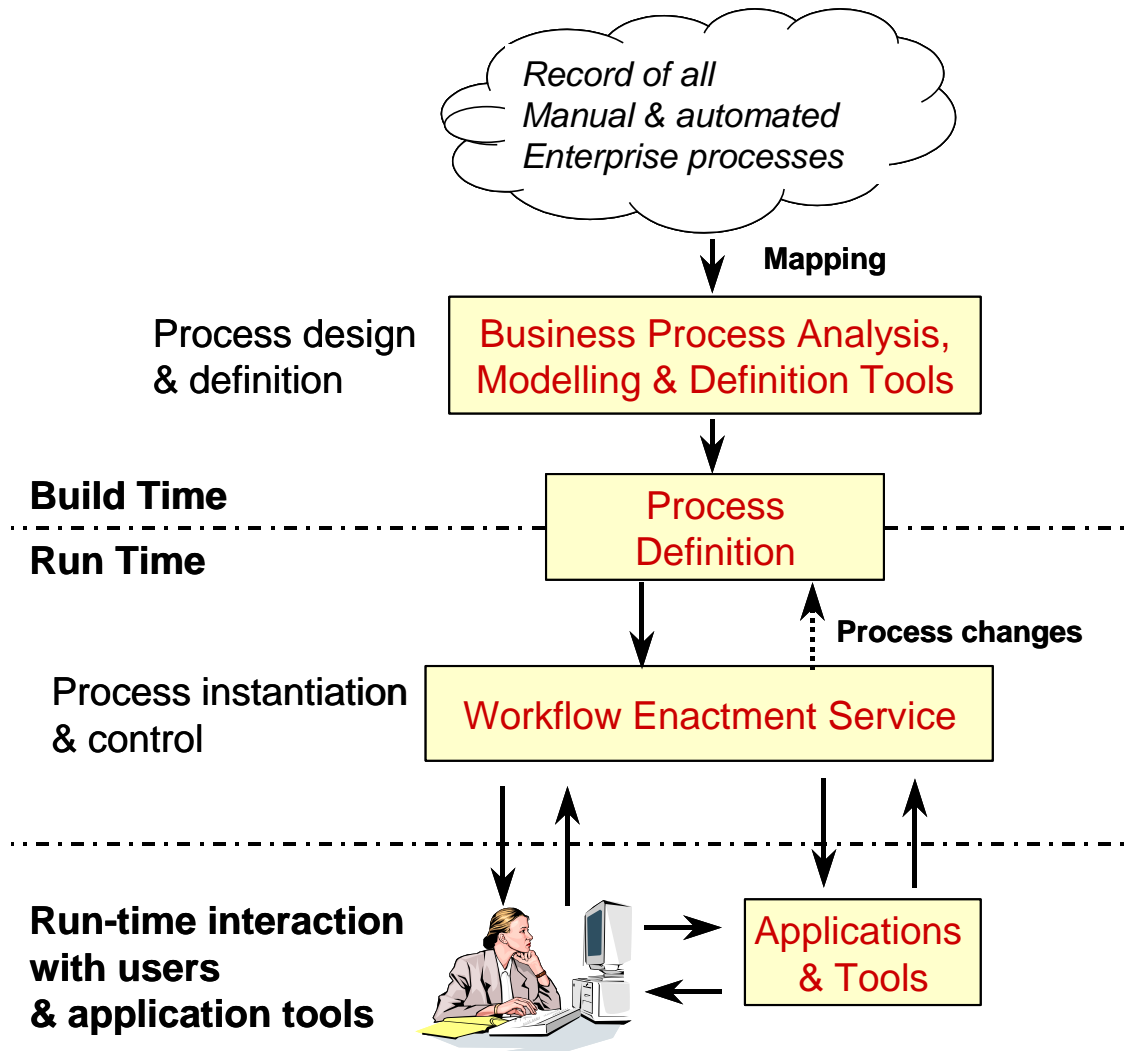 Record of all
Manual & automated
Enterprise processes
Mapping
Process design
& definition
Business Process Analysis,
Modelling & Definition Tools
Build Time
Process
Definition
Run Time
Process changes
Process instantiation
& control
Workflow Enactment Service
Run-time interaction
with users
& application tools
Applications
& Tools